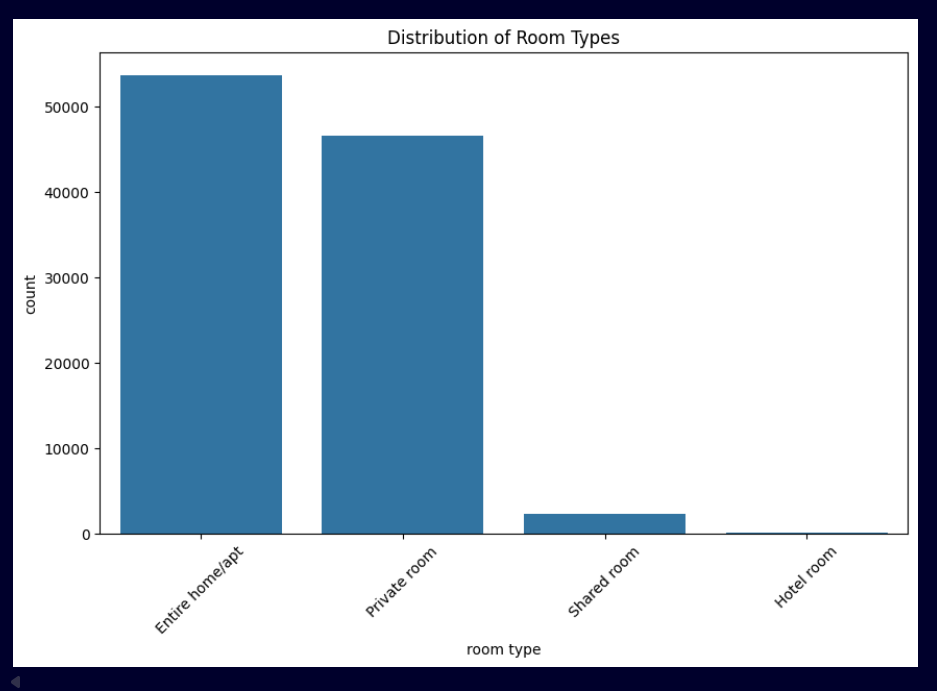 Distribution of Room Types
50000
40000
30000
20000
10000
0
count
Entire home/apt
Private room
Shared room
Hotel room
room type